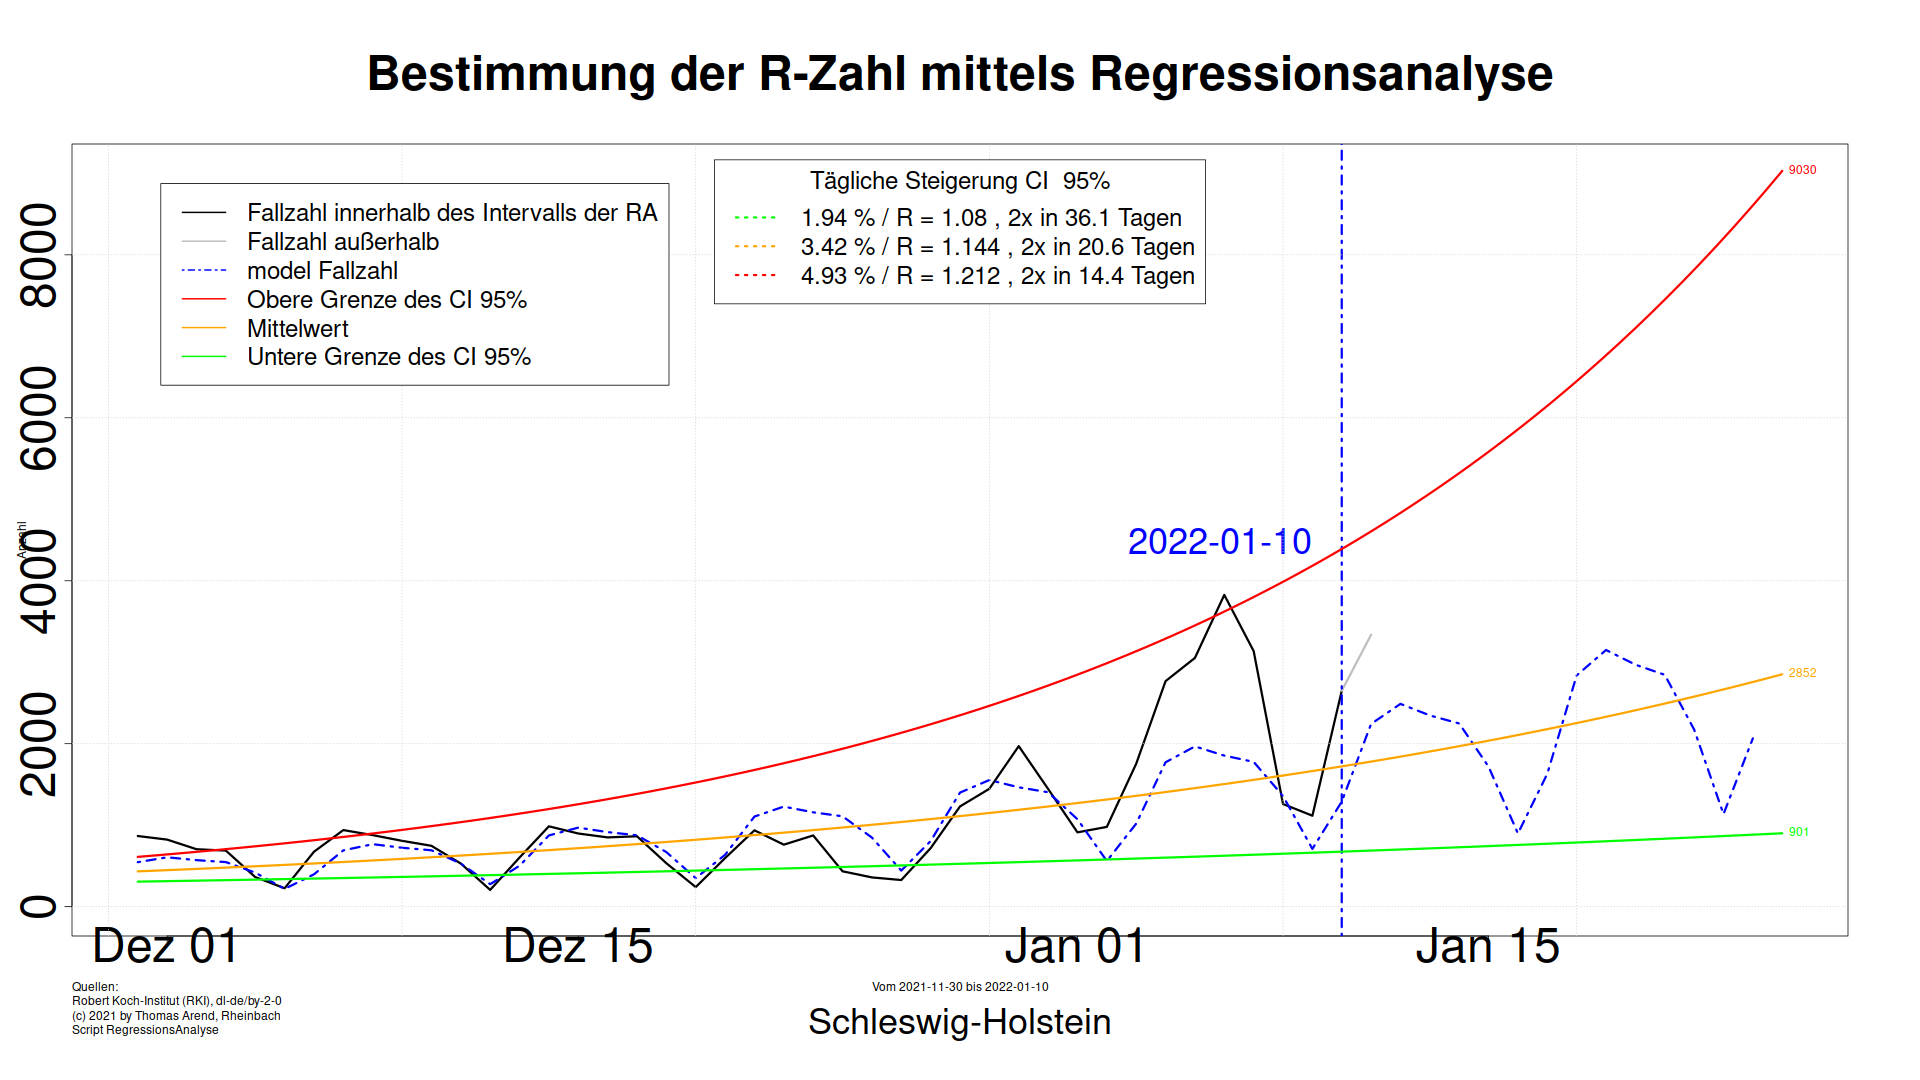 Bestimmung der R-Zahl mittels Regressionsanalyse
Fallzahl innerhalb des Intervalls der RA
Fallzahl außerhalb
model Fallzahl
Obere Grenze des CI 95%
Mittelwert
Untere Grenze des CI 95%
Tägliche Steigerung CI  95%
1.94 % / R = 1.08 , 2x in 36.1 Tagen
3.42 % / R = 1.144 , 2x in 20.6 Tagen
4.93 % / R = 1.212 , 2x in 14.4 Tagen
9030
2852
901
2022-01-10
8000
6000
4000
2000
0
Anzahl
Dez 01
Dez 15
Jan 01
Jan 15
Quellen:
Robert Koch-Institut (RKI), dl-de/by-2-0
(c) 2021 by Thomas Arend, Rheinbach
Script RegressionsAnalyse
Vom 2021-11-30 bis 2022-01-10
Schleswig-Holstein